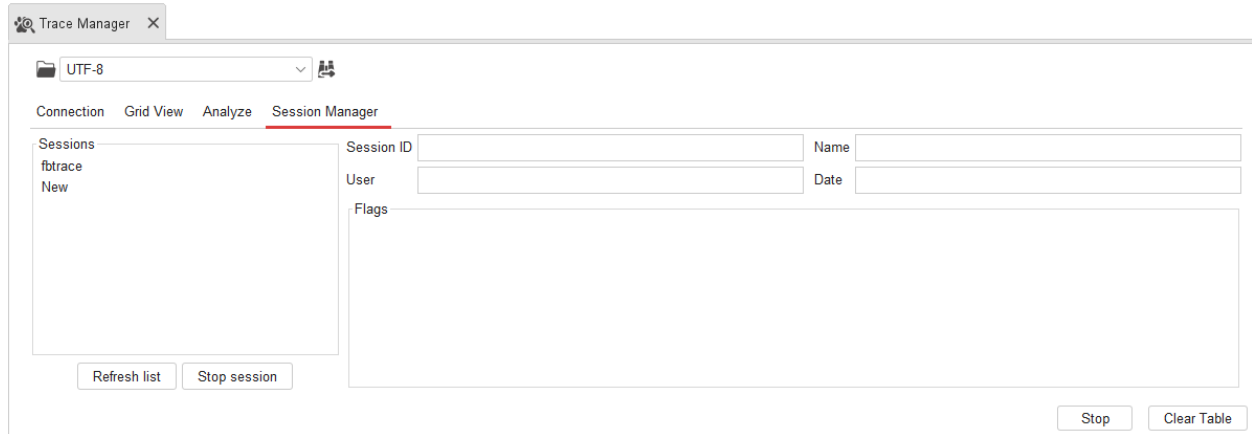 Trace Manager
UTF-8
Connection Grid View Analyze Session Manager
Sessions
fbtrace
New
Session ID
Name
User
Date
Flags
Refresh list Stop session
Stop Clear Table